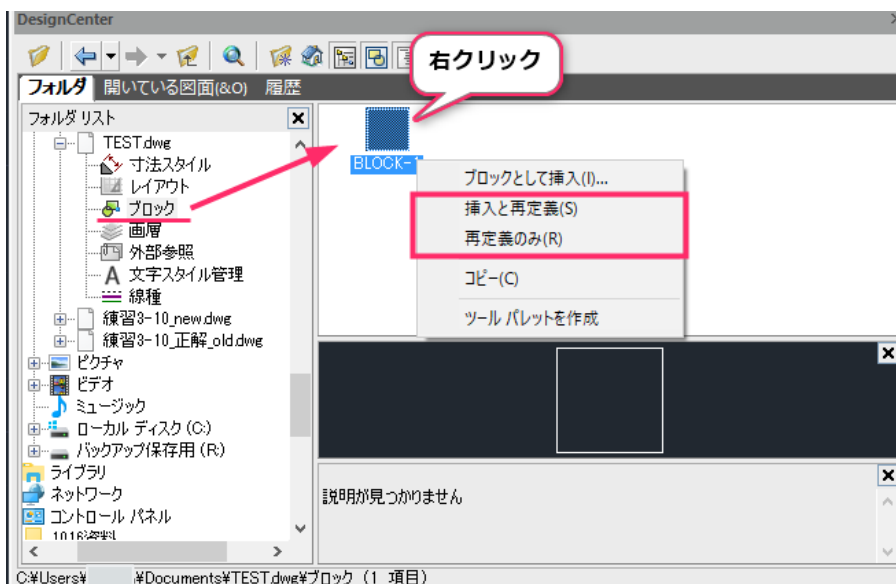 DesignCenter
右クリック
フォルダ 開いている図面(&O) 履歴
フォルダ リスト
TEST.dwg
寸法スタイル
レイアウト
ブロック
画層
外部参照
文字スタイル管理
線種
練習3-10_new.dwg
練習3-10_正解_old.dwg
ピクチャ
ビデオ
ミュージック
ローカル ディスク (C:)
バックアップ保存用 (R:)
ライブラリ
ネットワーク
コントロール パネル
1016資料
BLOCK-1
ブロックとして挿入(I)...
挿入と再定義(S)
再定義のみ(R)
コピー(C)
ツール パレットを作成
説明が見つかりません
C:¥Users¥ ¥Documents¥TEST.dwg¥ブロック (1 項目)